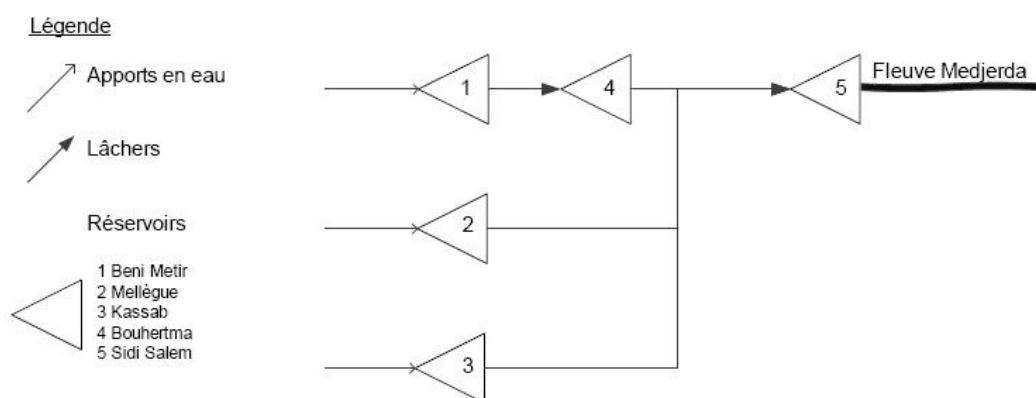 Légende
Apports en eau
Lâchers
Réservoirs
1 Beni Metir
2 Mellègue
3 Kassab
4 Bouhertma
5 Sidi Salem
1
4
5
Fleuve Medjerda
2
3